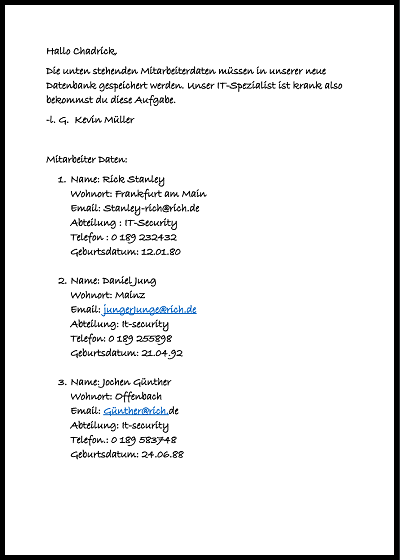 Hallo Chadrick,
Die unten stehenden Mitarbeiterdaten müssen in unserer neue
Datenbank gespeichert werden. Unser IT-Spezialist ist krank also
bekommst du diese Aufgabe.
-l. G. Kevin Müller
Mitarbeiter Daten:
1. Name: Rick Stanley
Wohnort: Frankfurt am Main
Email: Stanley-rich@rich.de
Abteilung : IT-Security
Telefon : 0 189 232432
Geburtsdatum: 12.01.80
2. Name: Daniel Jung
Wohnort: Mainz
Email: jungerJunge@rich.de
Abteilung: It-security
Telefon: 0 189 255898
Geburtsdatum: 21.04.92
3. Name: Jochen Günther
Wohnort: Offenbach
Email: Günther@rich.de
Abteilung: It-security
Telefon.: 0 189 583748
Geburtsdatum: 24.06.88